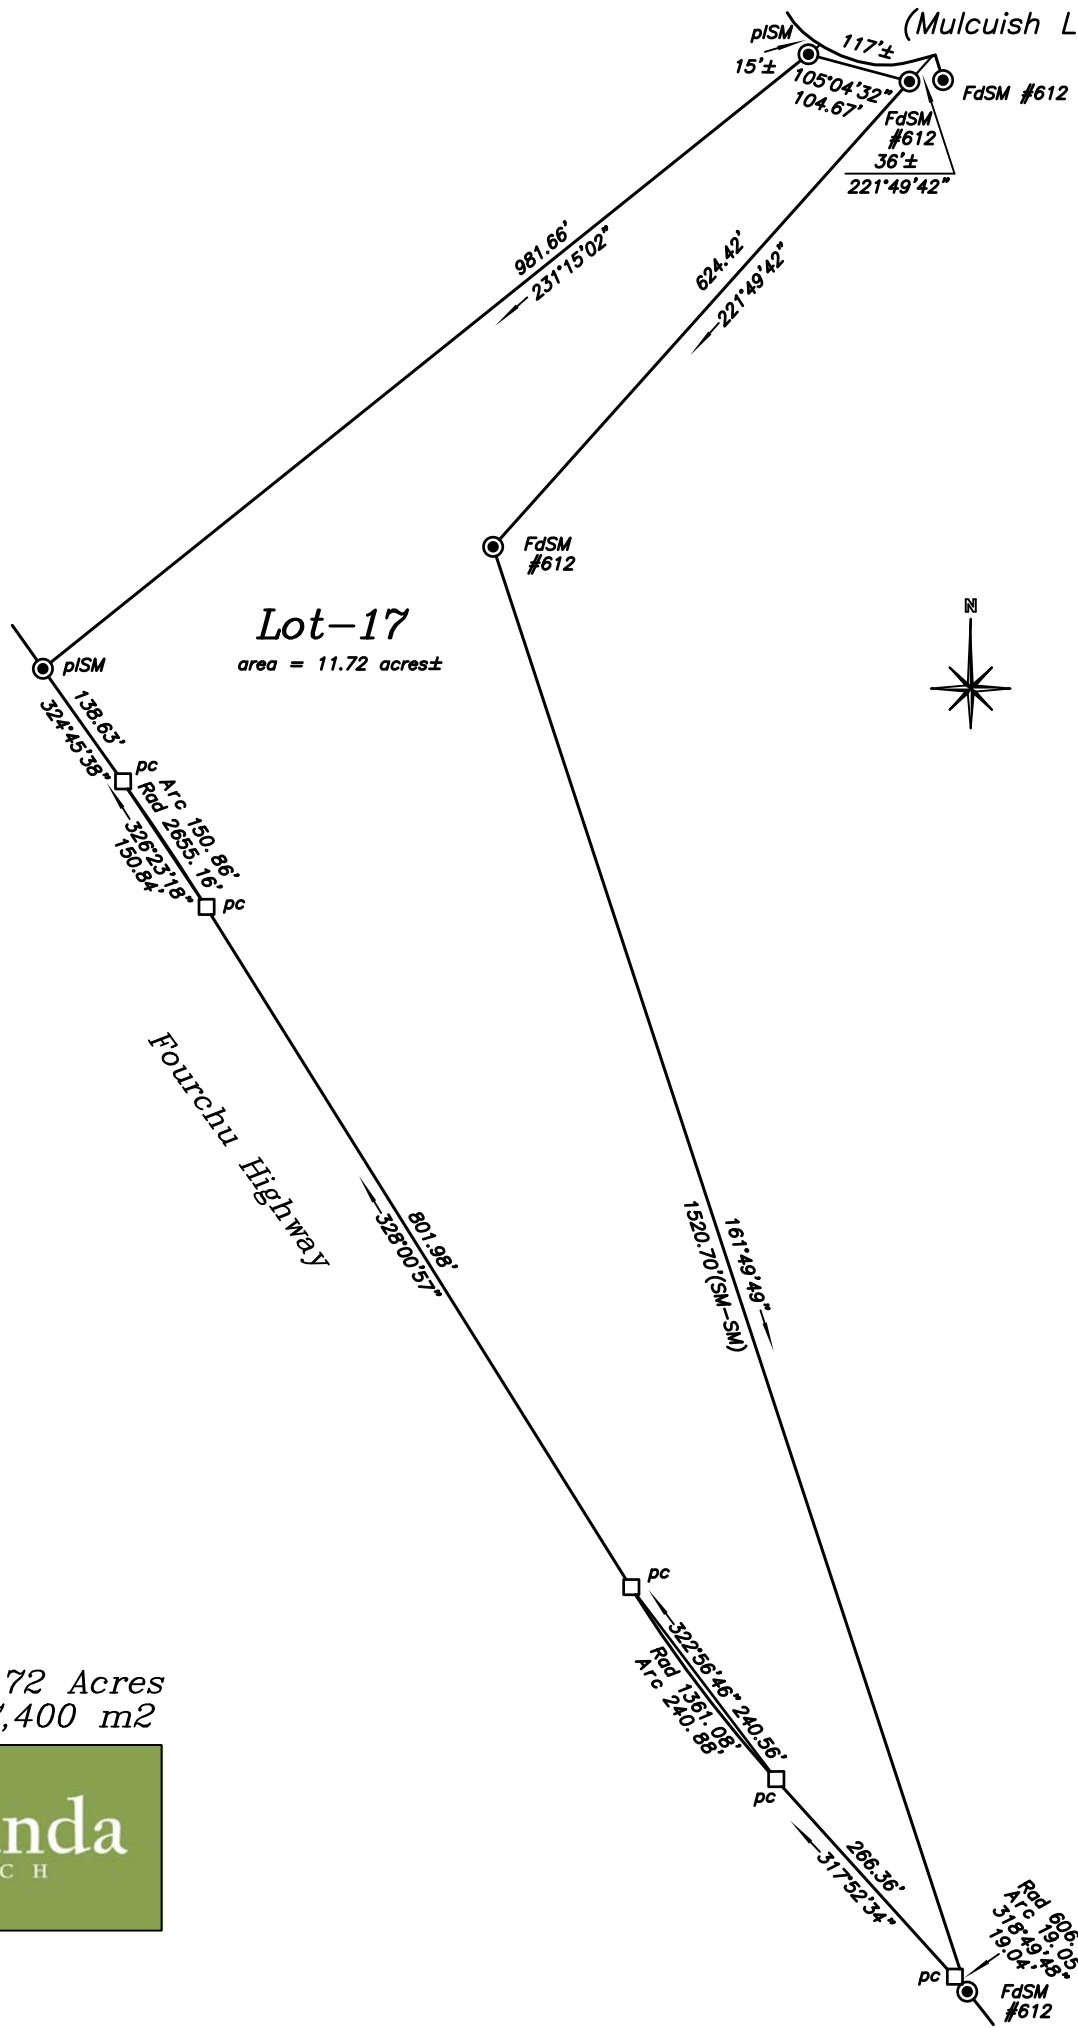 (Mulcuish L
plSM
15'±
117'±
105°04'32"
104.67'
FdSM #612
FdSM
#612
36'±
221°49'42"
981.66'
231°15'02"
624.42'
221°49'42"
FdSM
#612
Lot-17
area = 11.72 acres±
N
plSM
138.63'
324°45'38"
pc
Arc 150.86'
Rad 2655.16'
326°23'18"
150.84'
pc
Fourchu Highway
801.98'
328°00'57"
161°49'49"
1520.70'(SM-SM)
pc
322°56'46" 240.56'
Rad 1361.08'
Arc 240.88'
pc
72 Acres
,400 m2
nda
C H
266.36'
317°52'34"
Rad 606.
Arc 19.05
318°49'48"
19.04'
pc
FdSM
#612